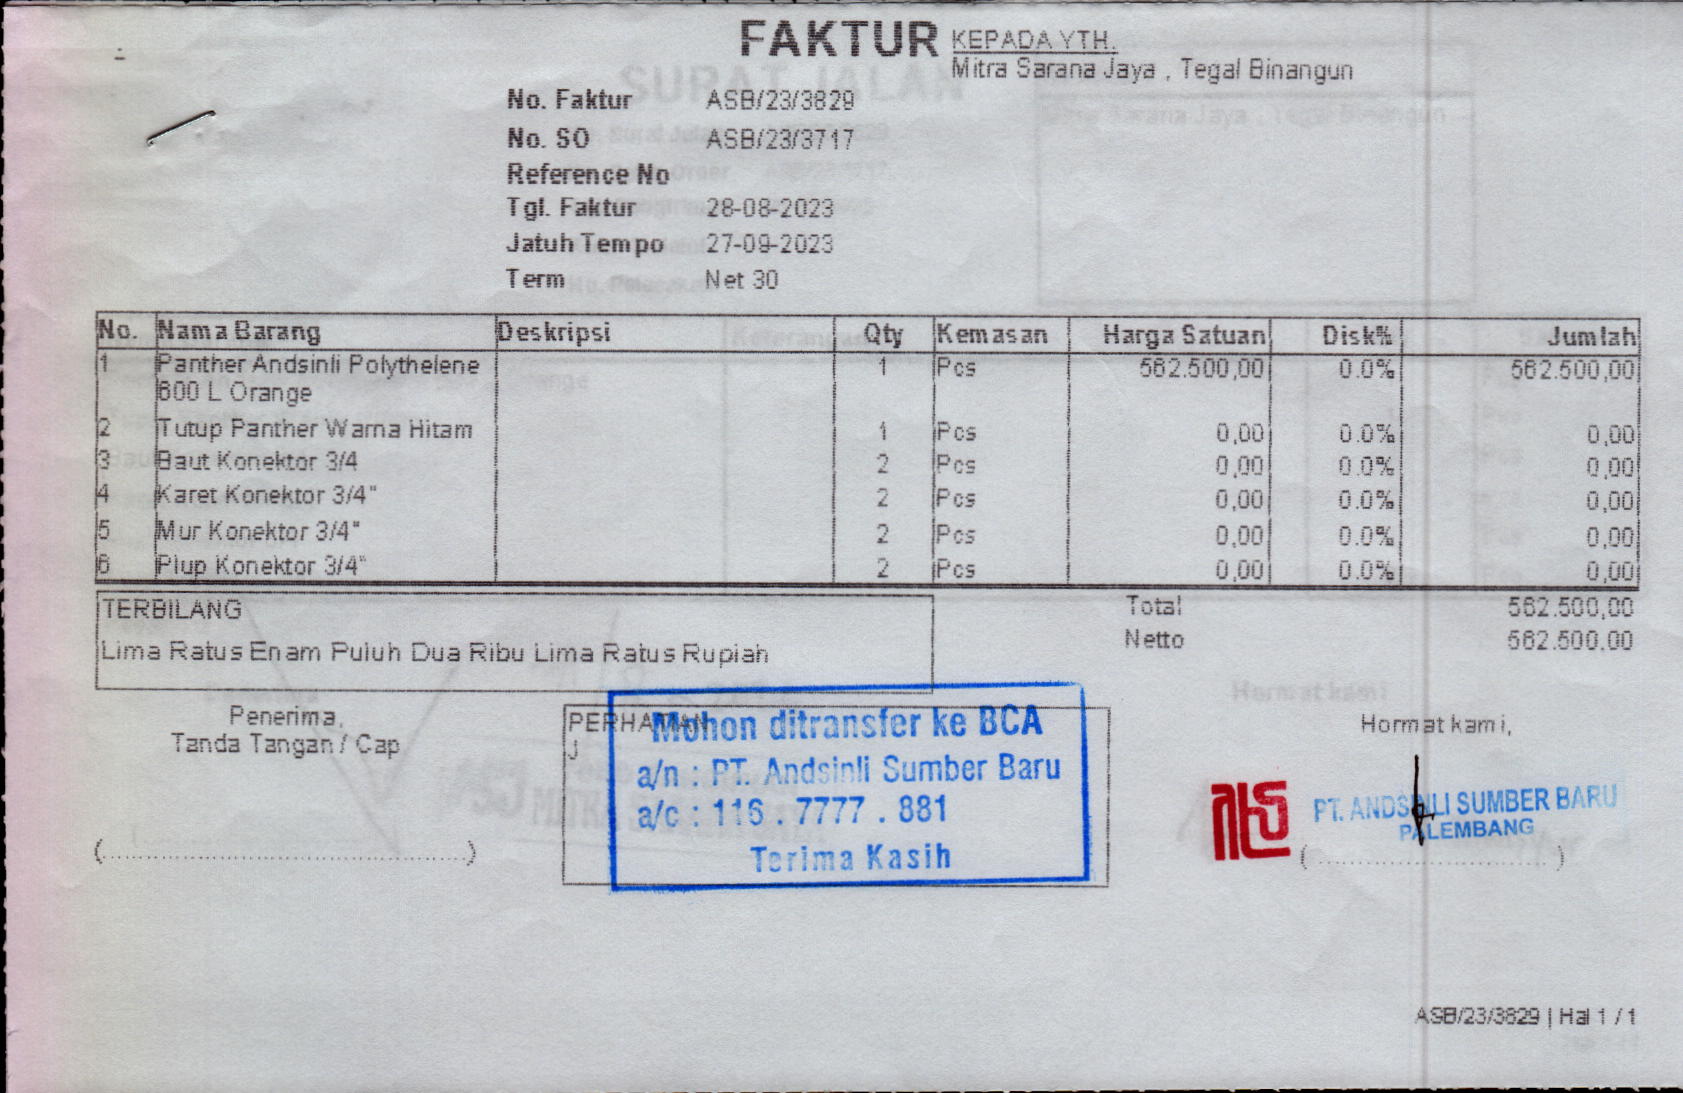 FAKTUR
KEPADA YTH.
Mitra Sarana Jaya , Tegal Binangun
No. Faktur ASB/23/3829
No. SO ASB/23/3717
Reference No
Tgl. Faktur 28-08-2023
Jatuh Tempo 27-09-2023
Term Net 30
No. Nama Barang Deskripsi Qty Kemasan Harga Satuan Disk% Jumlah
1 Panther Andsinli Polythelene 1 Pcs 562.500,00 0.0% 562.500,00
600 L Orange
2 Tutup Panther Warna Hitam 1 Pcs 0,00 0.0% 0,00
3 Baut Konektor 3/4 2 Pcs 0,00 0.0% 0,00
4 Karet Konektor 3/4" 2 Pcs 0,00 0.0% 0,00
5 Mur Konektor 3/4" 2 Pcs 0,00 0.0% 0,00
6 Plup Konektor 3/4" 2 Pcs 0,00 0.0% 0,00
TERBILANG
Lima Ratus Enam Puluh Dua Ribu Lima Ratus Rupiah
Total 562.500,00
Netto 562.500.00
Penerima,
Tanda Tangan / Cap
PERHATIAN
Mohon ditransfer ke BCA
a/n : PT. Andsinli Sumber Baru
a/c : 116 . 7777 . 881
Terima Kasih
Hormat kami,
PT. ANDSINLI SUMBER BARU
PALEMBANG
ASB/23/3829 | Hal 1 / 1